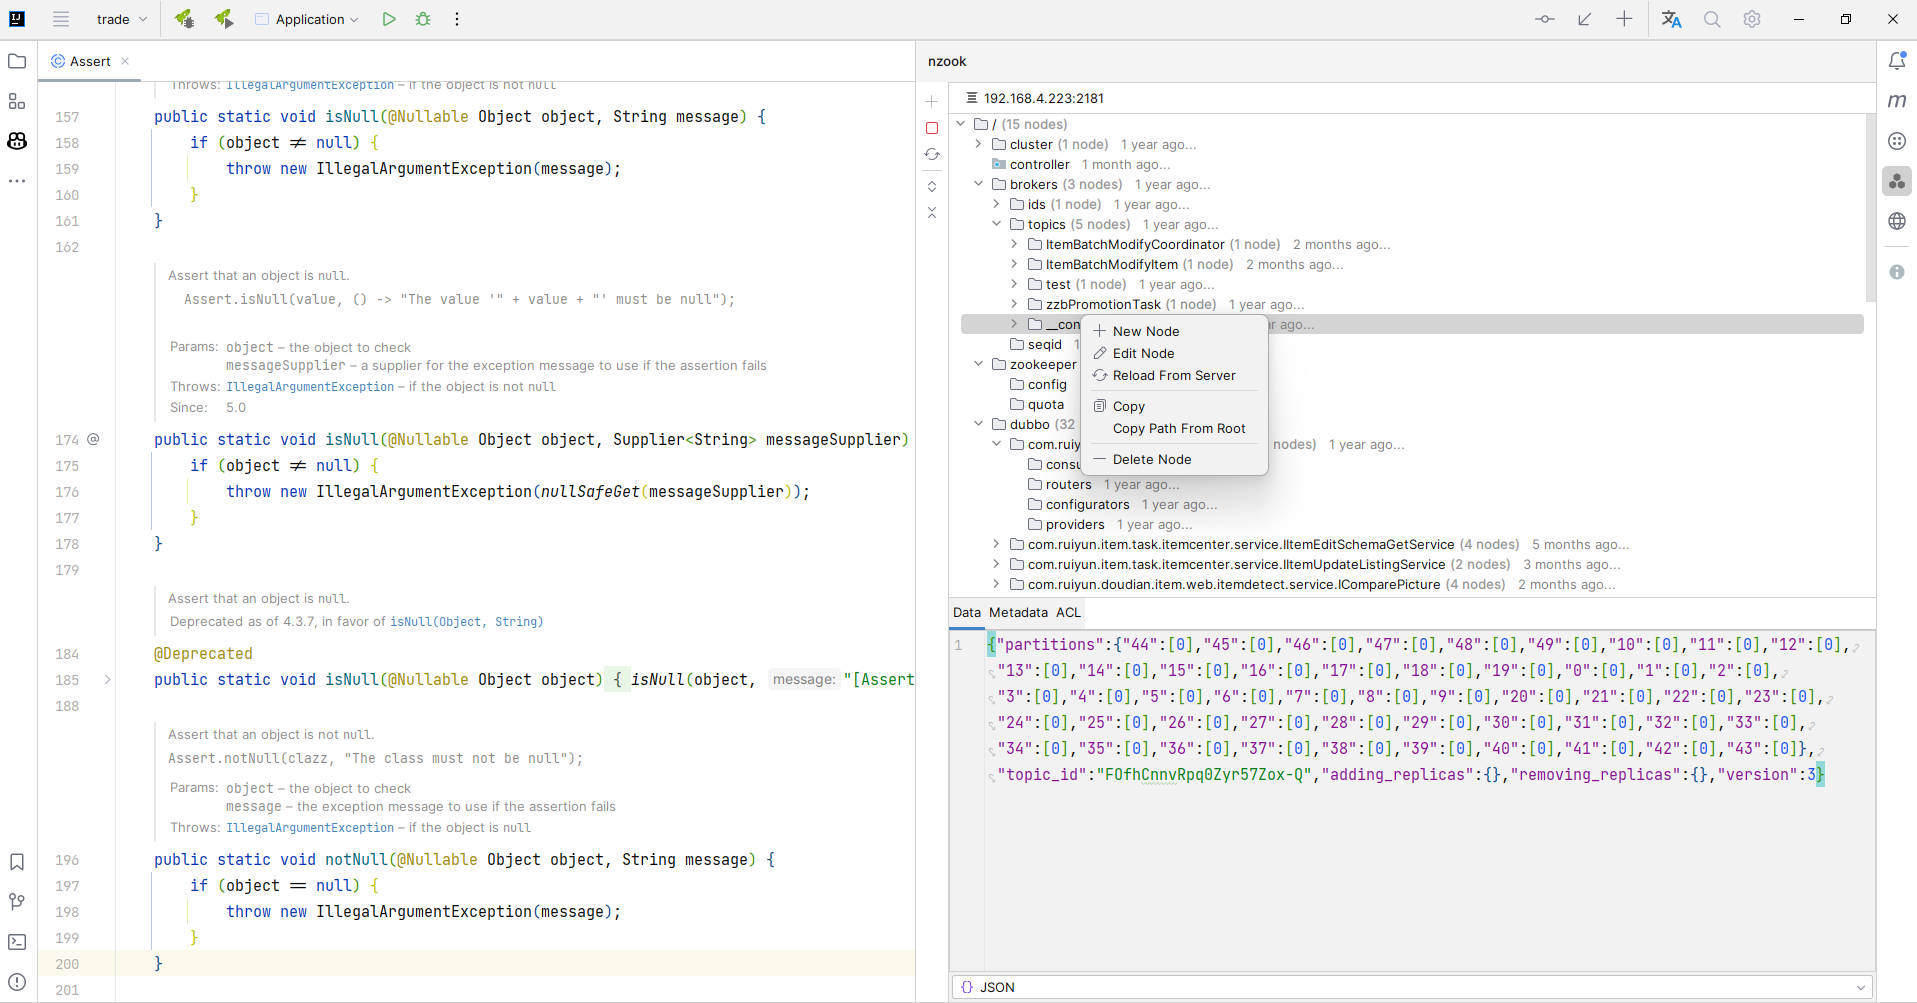 trade
Application
Assert
nzook
192.168.4.223:2181
Throws: IllegalArgumentException – if the object is not null
157 public static void isNull(@Nullable Object object, String message) {
158 if (object != null) {
159 throw new IllegalArgumentException(message);
160 }
161 }
162
Assert that an object is null.
Assert.isNull(value, () -> "The value '" + value + "' must be null");
Params: object – the object to check
messageSupplier – a supplier for the exception message to use if the assertion fails
Throws: IllegalArgumentException – if the object is not null
Since: 5.0
174 @ public static void isNull(@Nullable Object object, Supplier<String> messageSupplier)
175 if (object != null) {
176 throw new IllegalArgumentException(nullSafeGet(messageSupplier));
177 }
178 }
179
Assert that an object is null.
Deprecated as of 4.3.7, in favor of isNull(Object, String)
184 @Deprecated
185 public static void isNull(@Nullable Object object) { isNull(object, message: "[Assert
188
Assert that an object is not null.
Assert.notNull(clazz, "The class must not be null");
Params: object – the object to check
message – the exception message to use if the assertion fails
Throws: IllegalArgumentException – if the object is null
196 public static void notNull(@Nullable Object object, String message) {
197 if (object == null) {
198 throw new IllegalArgumentException(message);
199 }
200 }
201
/ (15 nodes)
cluster (1 node) 1 year ago...
controller 1 month ago...
brokers (3 nodes) 1 year ago...
ids (1 node) 1 year ago...
topics (5 nodes) 1 year ago...
ItemBatchModifyCoordinator (1 node) 2 months ago...
ItemBatchModifyItem (1 node) 2 months ago...
test (1 node) 1 year ago...
zzbPromotionTask (1 node) 1 year ago...
__con ar ago...
seqid 1
zookeeper
config
quota
dubbo (32
com.ruiy nodes) 1 year ago...
consu
routers 1 year ago...
configurators 1 year ago...
providers 1 year ago...
com.ruiyun.item.task.itemcenter.service.IItemEditSchemaGetService (4 nodes) 5 months ago...
com.ruiyun.item.task.itemcenter.service.IItemUpdateListingService (2 nodes) 3 months ago...
com.ruiyun.doudian.item.web.itemdetect.service.IComparePicture (4 nodes) 2 months ago...
New Node
Edit Node
Reload From Server
Copy
Copy Path From Root
Delete Node
Data Metadata ACL
1 {"partitions":{"44":[0],"45":[0],"46":[0],"47":[0],"48":[0],"49":[0],"10":[0],"11":[0],"12":[0],
"13":[0],"14":[0],"15":[0],"16":[0],"17":[0],"18":[0],"19":[0],"0":[0],"1":[0],"2":[0],
"3":[0],"4":[0],"5":[0],"6":[0],"7":[0],"8":[0],"9":[0],"20":[0],"21":[0],"22":[0],"23":[0],
"24":[0],"25":[0],"26":[0],"27":[0],"28":[0],"29":[0],"30":[0],"31":[0],"32":[0],"33":[0],
"34":[0],"35":[0],"36":[0],"37":[0],"38":[0],"39":[0],"40":[0],"41":[0],"42":[0],"43":[0]},
"topic_id":"FOfhCnnvRpq0Zyr57Zox-Q","adding_replicas":{},"removing_replicas":{},"version":3}
{} JSON